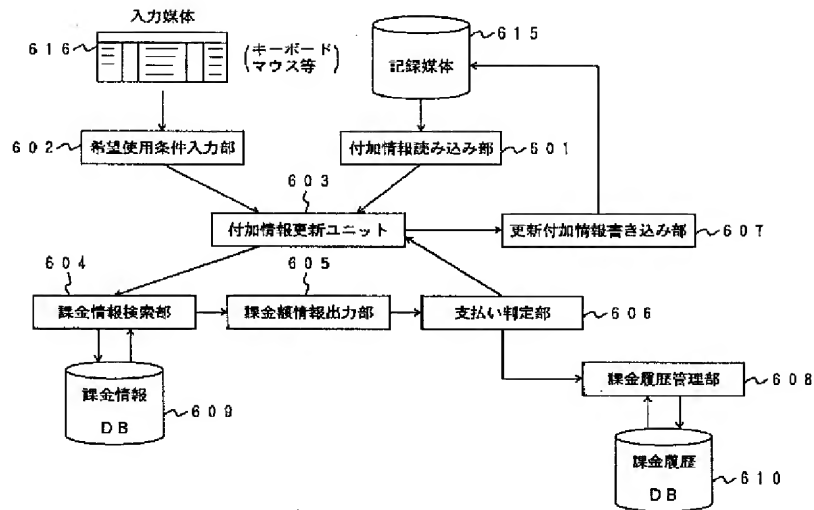 入力媒体
616
(キーボード
マウス等)
615
記録媒体
602
希望使用条件入力部
付加情報読み込み部
601
603
付加情報更新ユニット
更新付加情報書き込み部
607
604
605
課金情報検索部
課金額情報出力部
支払い判定部
606
課金情報
DB
609
課金履歴管理部
608
課金履歴
DB
610